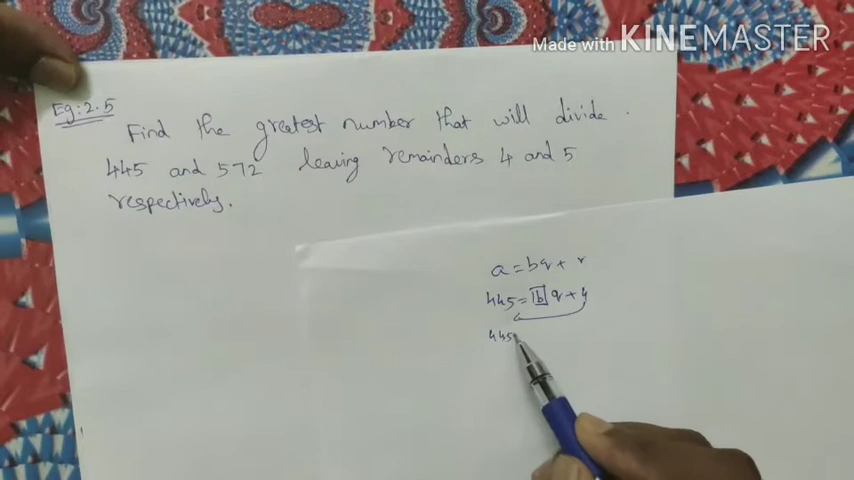 Made with KINEMASTER
Eg: 2.5
Find the greatest number that will divide
445 and 572 leaving remainders 4 and 5
respectively.
a = bq + r
445 = b q + 4
445